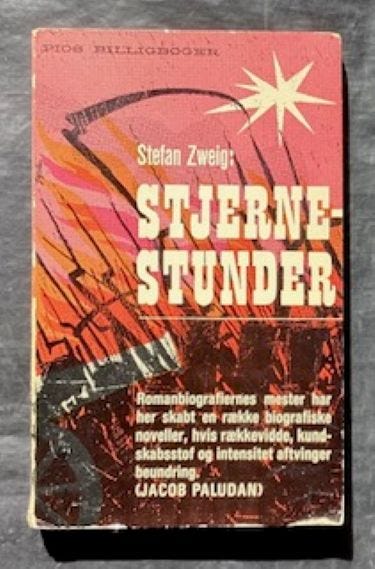 PIOS BILLIGBØGER
Stefan Zweig:
STJERNE-
STUNDER
Romanbiografiernes mester har
her skabt en række biografiske
noveller, hvis rækkevidde, kund-
skabsstof og intensitet aftvinger
beundring.
(JACOB PALUDAN)